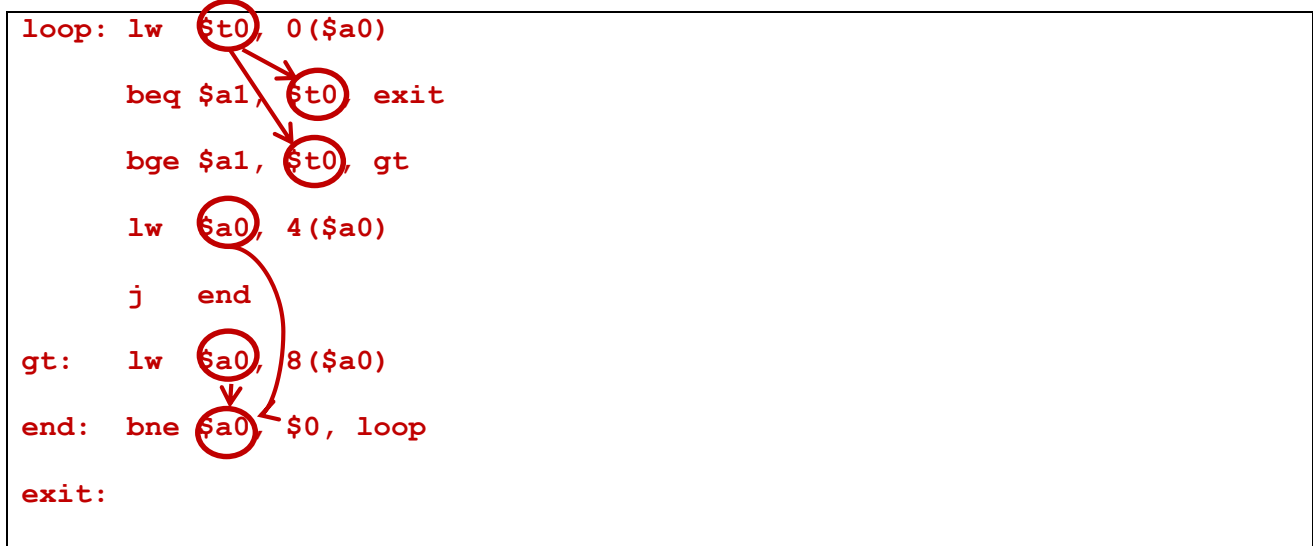 loop: lw $t0, 0($a0)
beq $a1, $t0, exit
bge $a1, $t0, gt
lw $a0, 4($a0)
j end
gt: lw $a0, 8($a0)
end: bne $a0, $0, loop
exit: